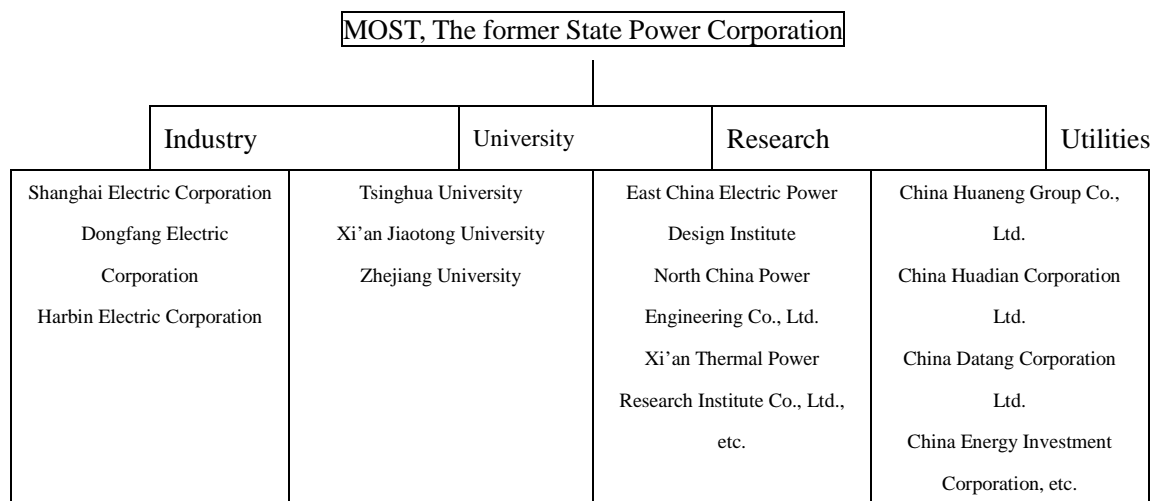 MOST, The former State Power Corporation
Industry
University
Research
Utilities
Shanghai Electric Corporation
Dongfang Electric
Corporation
Harbin Electric Corporation
Tsinghua University
Xi’an Jiaotong University
Zhejiang University
East China Electric Power
Design Institute
North China Power
Engineering Co., Ltd.
Xi’an Thermal Power
Research Institute Co., Ltd.,
etc.
China Huaneng Group Co.,
Ltd.
China Huadian Corporation
Ltd.
China Datang Corporation
Ltd.
China Energy Investment
Corporation, etc.